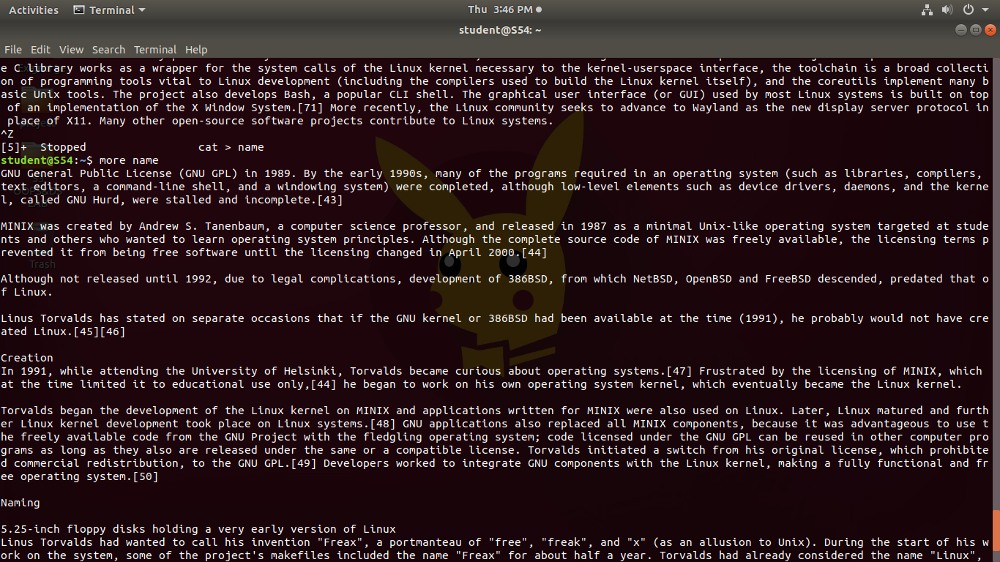 Activities Terminal Thu 3:46 PM
student@S54: ~
File Edit View Search Terminal Help
e C library works as a wrapper for the system calls of the Linux kernel necessary to the kernel-userspace interface, the toolchain is a broad collecti
on of programming tools vital to Linux development (including the compilers used to build the Linux kernel itself), and the coreutils implement many b
asic Unix tools. The project also develops Bash, a popular CLI shell. The graphical user interface (or GUI) used by most Linux systems is built on top
 of an implementation of the X Window System.[71] More recently, the Linux community seeks to advance to Wayland as the new display server protocol in
 place of X11. Many other open-source software projects contribute to Linux systems.
^Z
[5]+  Stopped                 cat > name
student@S54:~$ more name
GNU General Public License (GNU GPL) in 1989. By the early 1990s, many of the programs required in an operating system (such as libraries, compilers,
text editors, a command-line shell, and a windowing system) were completed, although low-level elements such as device drivers, daemons, and the kerne
l, called GNU Hurd, were stalled and incomplete.[43]

MINIX was created by Andrew S. Tanenbaum, a computer science professor, and released in 1987 as a minimal Unix-like operating system targeted at stude
nts and others who wanted to learn operating system principles. Although the complete source code of MINIX was freely available, the licensing terms p
revented it from being free software until the licensing changed in April 2000.[44]
Trash

Although not released until 1992, due to legal complications, development of 386BSD, from which NetBSD, OpenBSD and FreeBSD descended, predated that o
f Linux.

Linus Torvalds has stated on separate occasions that if the GNU kernel or 386BSD had been available at the time (1991), he probably would not have cre
ated Linux.[45][46]

Creation
In 1991, while attending the University of Helsinki, Torvalds became curious about operating systems.[47] Frustrated by the licensing of MINIX, which
at the time limited it to educational use only,[44] he began to work on his own operating system kernel, which eventually became the Linux kernel.

Torvalds began the development of the Linux kernel on MINIX and applications written for MINIX were also used on Linux. Later, Linux matured and furth
er Linux kernel development took place on Linux systems.[48] GNU applications also replaced all MINIX components, because it was advantageous to use t
he freely available code from the GNU Project with the fledgling operating system; code licensed under the GNU GPL can be reused in other computer pro
grams as long as they also are released under the same or a compatible license. Torvalds initiated a switch from his original license, which prohibite
d commercial redistribution, to the GNU GPL.[49] Developers worked to integrate GNU components with the Linux kernel, making a fully functional and fr
ee operating system.[50]

Naming

5.25-inch floppy disks holding a very early version of Linux
Linus Torvalds had wanted to call his invention "Freax", a portmanteau of "free", "freak", and "x" (as an allusion to Unix). During the start of his w
ork on the system, some of the project's makefiles included the name "Freax" for about half a year. Torvalds had already considered the name "Linux",